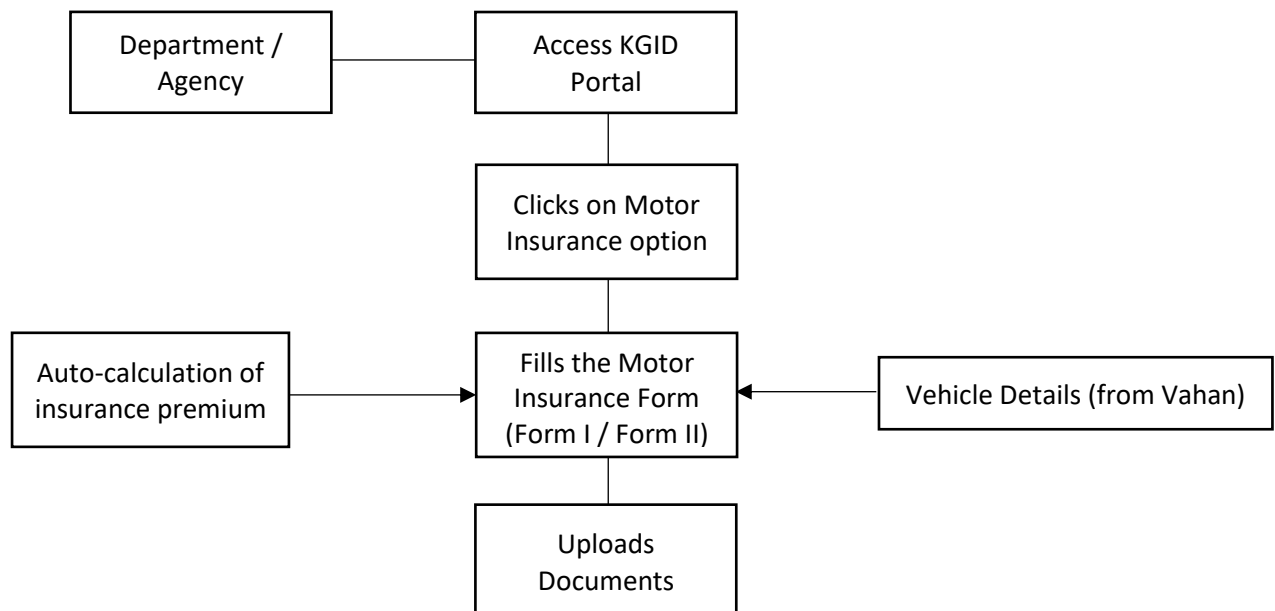 Department /
Agency
Access KGID
Portal
Clicks on Motor
Insurance option
Auto-calculation of
insurance premium
Fills the Motor
Insurance Form
(Form I / Form II)
Vehicle Details (from Vahan)
Uploads
Documents